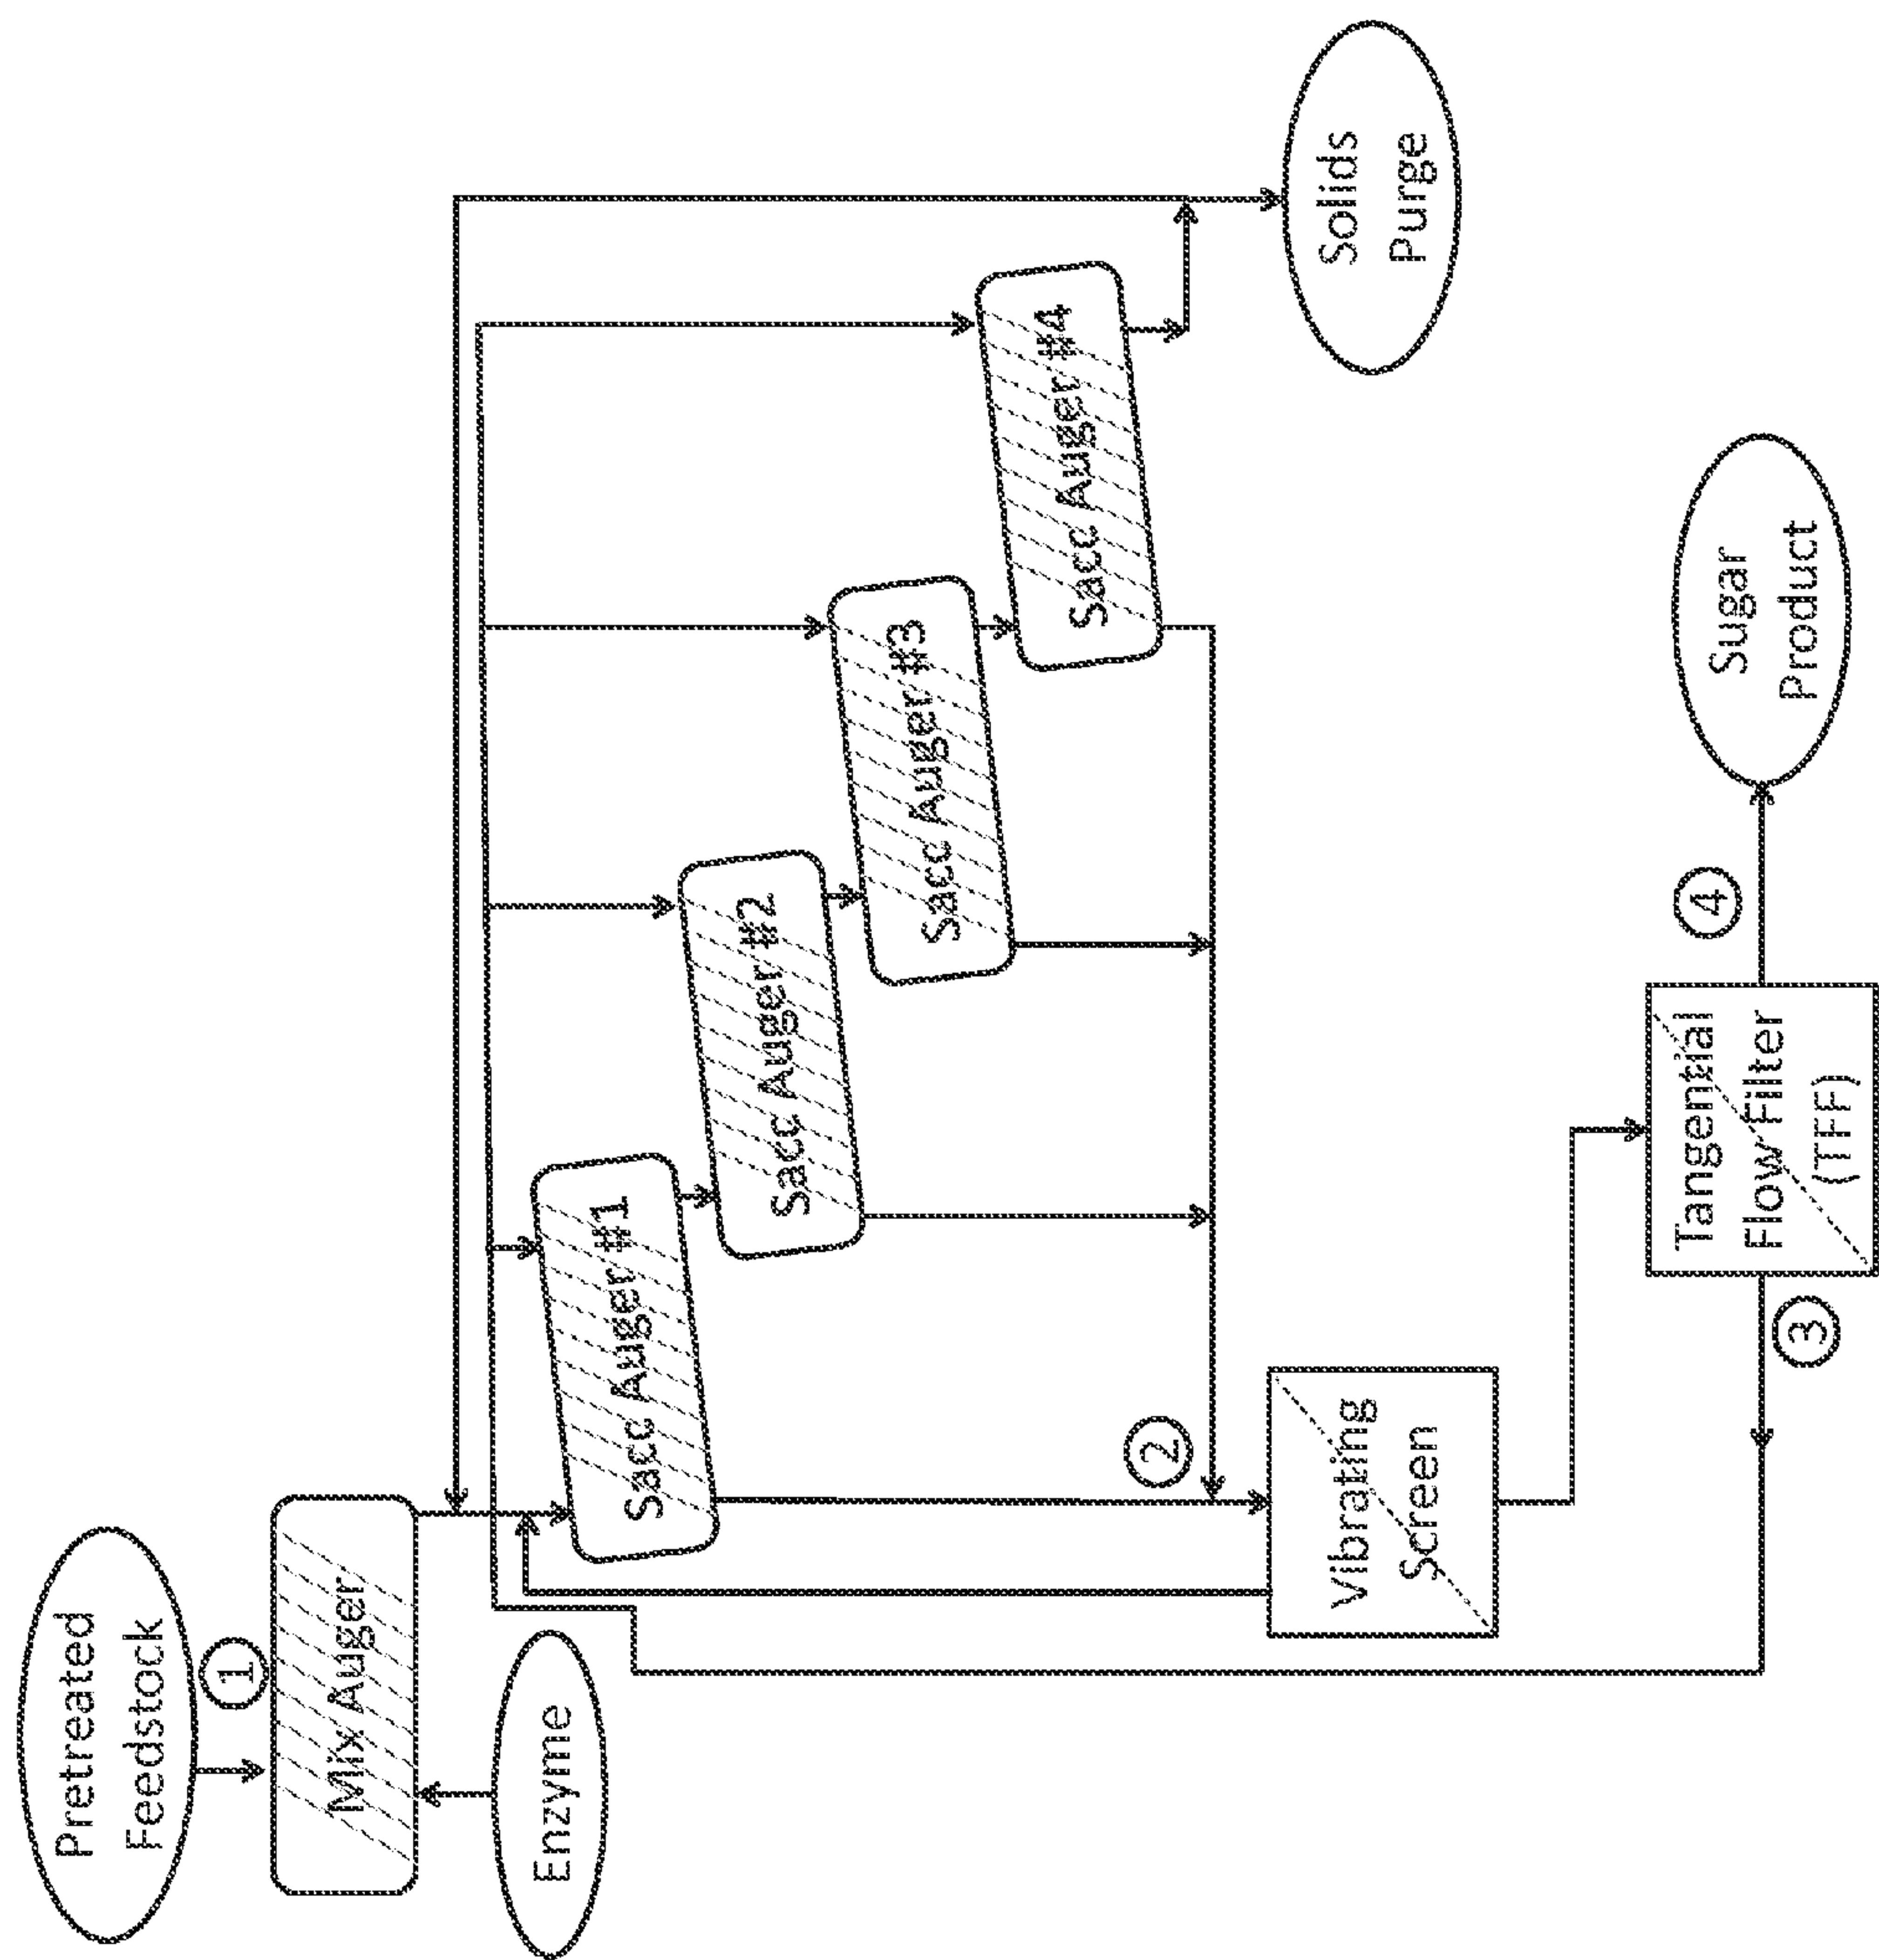 Pretreated
Feedstock
①
Mix Auger
Enzyme
Sacc Auger #1
Sacc Auger #2
Sacc Auger #3
Sacc Auger #4
Solids
Purge
②
Vibrating
Screen
③
Tangential
Flow Filter
(TFF)
④
Sugar
Product